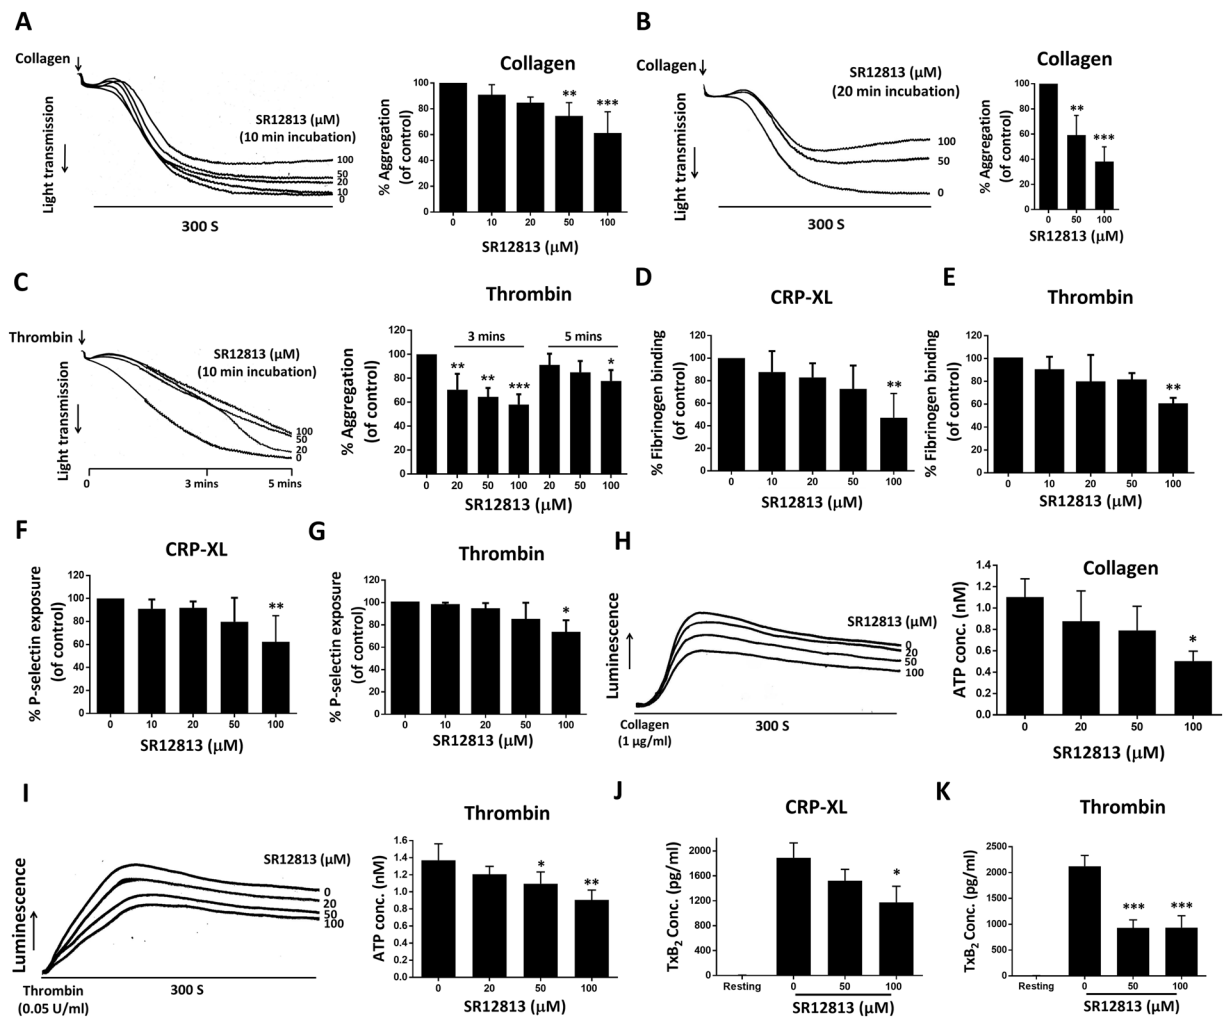 A
Collagen
Light transmission
SR12813 (µM)
(10 min incubation)
100
50
20
10
0
300 S
Collagen
% Aggregation
(of control)
100
80
60
40
20
0
** ***
0 10 20 50 100
SR12813 (µM)
B
Collagen
Light transmission
SR12813 (µM)
(20 min incubation)
100
50
0
300 S
Collagen
% Aggregation
(of control)
100
80
60
40
20
0
** ***
0 50 100
SR12813 (µM)
C
Thrombin
Light transmission
SR12813 (µM)
(10 min incubation)
100
50
20
0
0 3 mins 5 mins
Thrombin
3 mins 5 mins
% Aggregation
(of control)
120
100
80
60
40
20
0
** ** *** *
0 20 50 100 20 50 100
SR12813 (µM)
D
CRP-XL
% Fibrinogen binding
(of control)
120
100
80
60
40
20
0
**
0 10 20 50 100
SR12813 (µM)
E
Thrombin
% Fibrinogen binding
(of control)
120
100
80
60
40
20
0
**
0 10 20 50 100
SR12813 (µM)
F
CRP-XL
% P-selectin exposure
(of control)
120
100
80
60
40
20
0
**
0 10 20 50 100
SR12813 (µM)
G
Thrombin
% P-selectin exposure
(of control)
120
100
80
60
40
20
0
*
0 10 20 50 100
SR12813 (µM)
H
Luminescence
SR12813 (µM)
0
20
50
100
Collagen
(1 µg/ml)
300 S
Collagen
ATP conc. (nM)
1.4
1.2
1.0
0.8
0.6
0.4
0.2
0.0
*
0 20 50 100
SR12813 (µM)
I
Luminescence
SR12813 (µM)
0
20
50
100
Thrombin
(0.05 U/ml)
300 S
Thrombin
ATP conc. (nM)
1.6
1.4
1.2
1.0
0.8
0.6
0.4
0.2
0.0
* **
0 20 50 100
SR12813 (µM)
J
CRP-XL
TxB2 Conc. (pg/ml)
2000
1600
1200
800
400
0
*
Resting 0 50 100
SR12813 (µM)
K
Thrombin
TxB2 Conc. (pg/ml)
2500
2000
1500
1000
500
0
*** ***
Resting 0 50 100
SR12813 (µM)